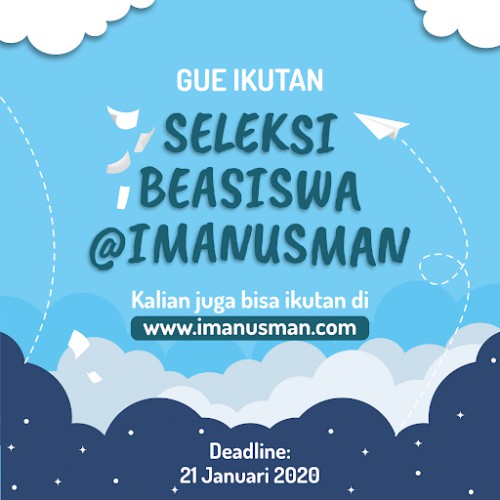 GUE IKUTAN
SELEKSI
BEASISWA
@IMANUSMAN
Kalian juga bisa ikutan di
www.imanusman.com
Deadline:
21 Januari 2020